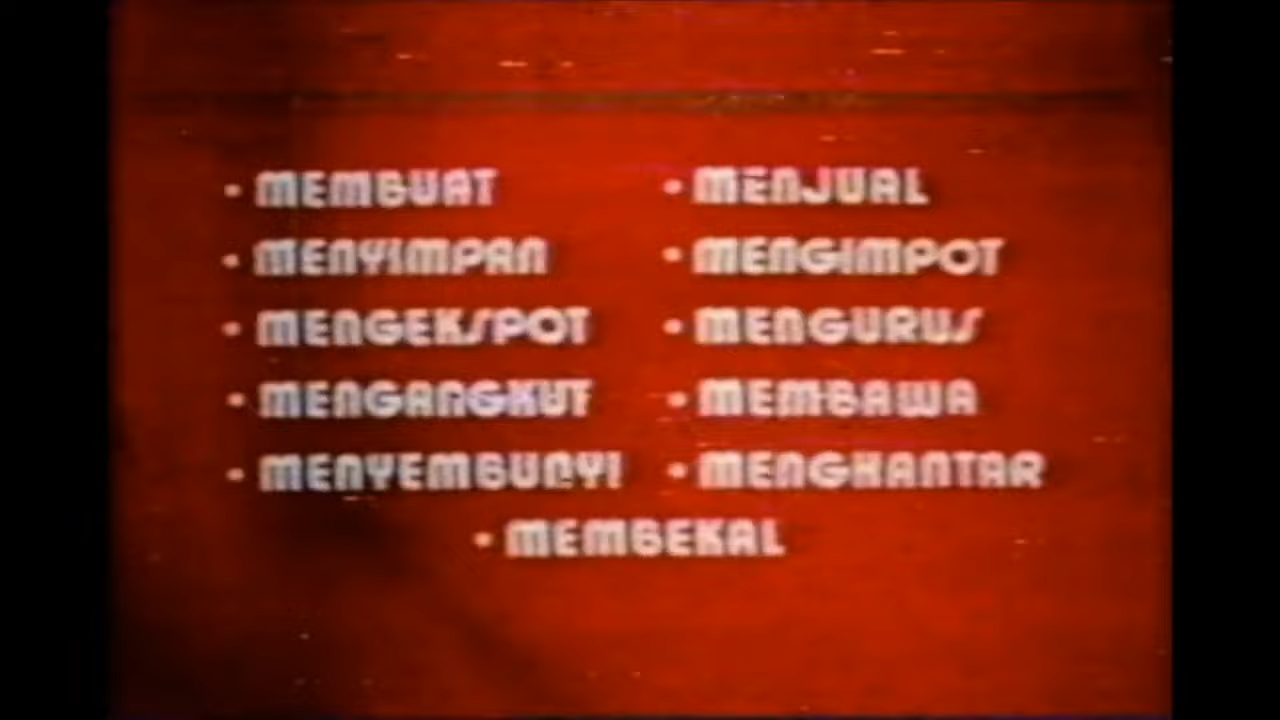 • MEMBUAT • MENJUAL
• MENYIMPAN • MENGIMPOT
• MENGEKSPOT • MENGURUS
• MENGANGKUT • MEMBAWA
• MENYEMBUNYI • MENGHANTAR
• MEMBEKAL